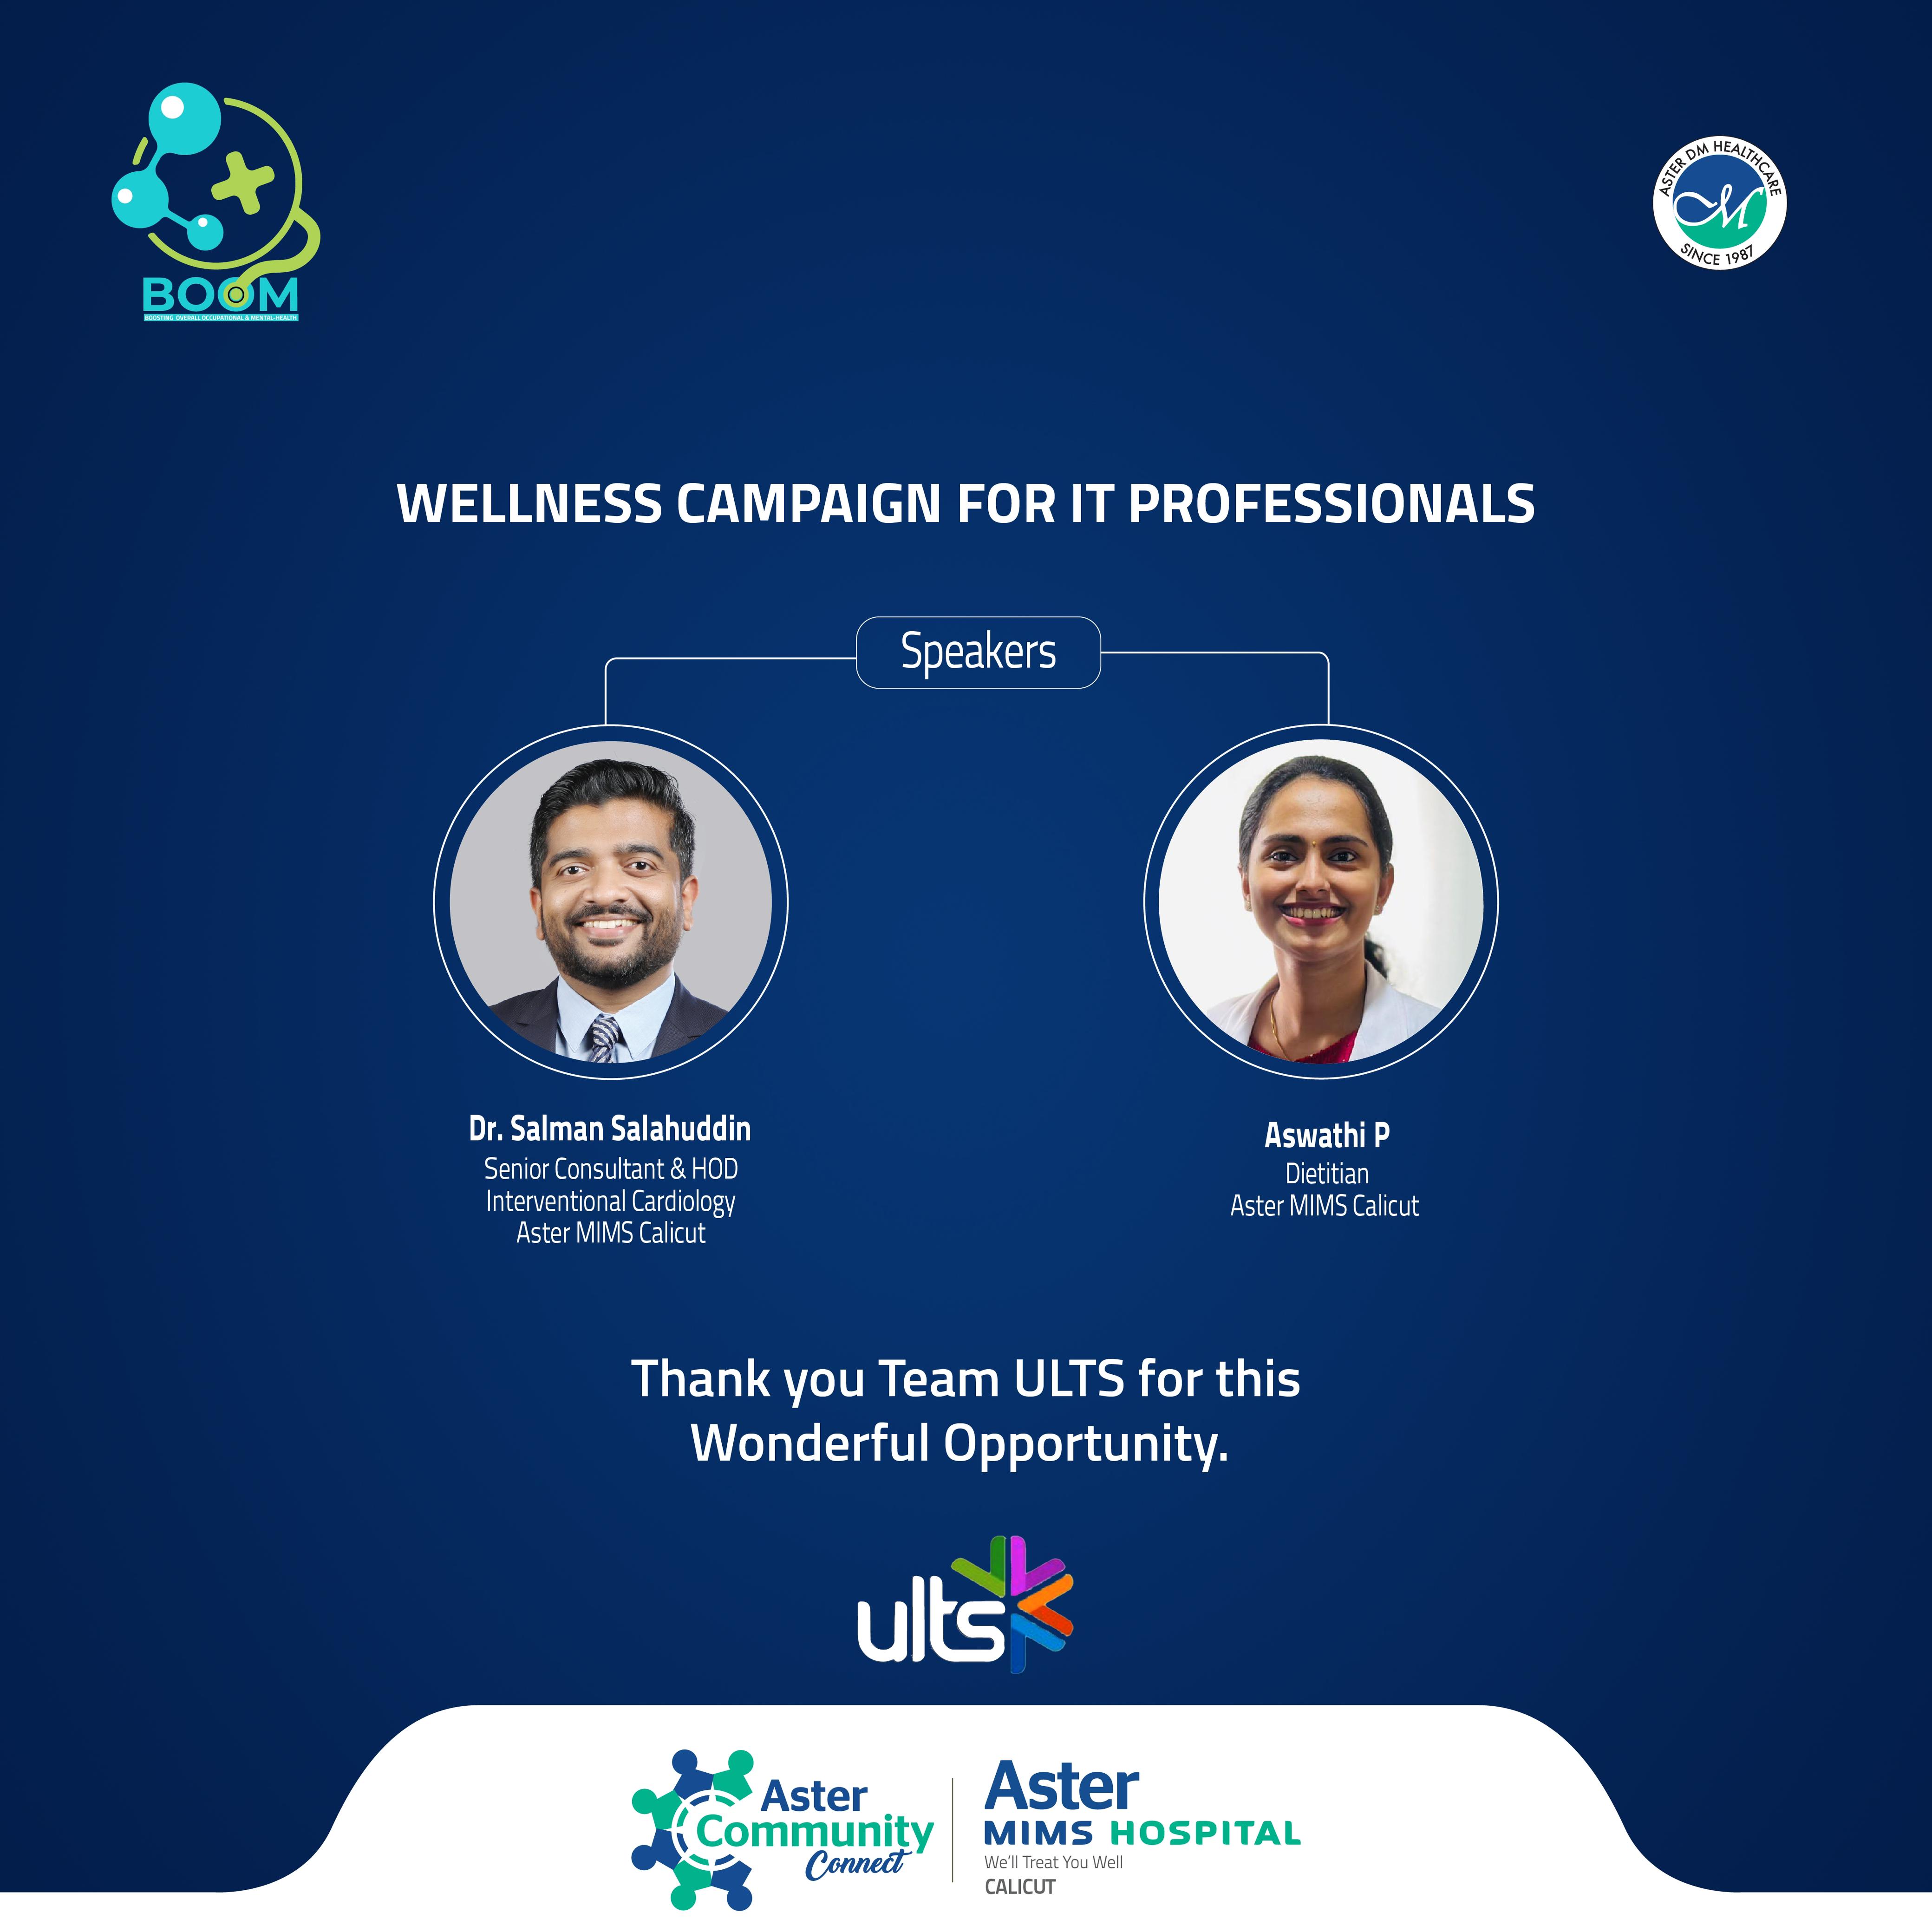 BOOM
BOOSTING OVERALL OCCUPATIONAL & MENTAL-HEALTH
ASTER DM HEALTHCARE
M
SINCE 1987
WELLNESS CAMPAIGN FOR IT PROFESSIONALS
Speakers
Dr. Salman Salahuddin
Senior Consultant & HOD
Interventional Cardiology
Aster MIMS Calicut
Aswathi P
Dietitian
Aster MIMS Calicut
Thank you Team ULTS for this
Wonderful Opportunity.
ults
Aster
Community
Connect
Aster
MIMS HOSPITAL
We'll Treat You Well
CALICUT